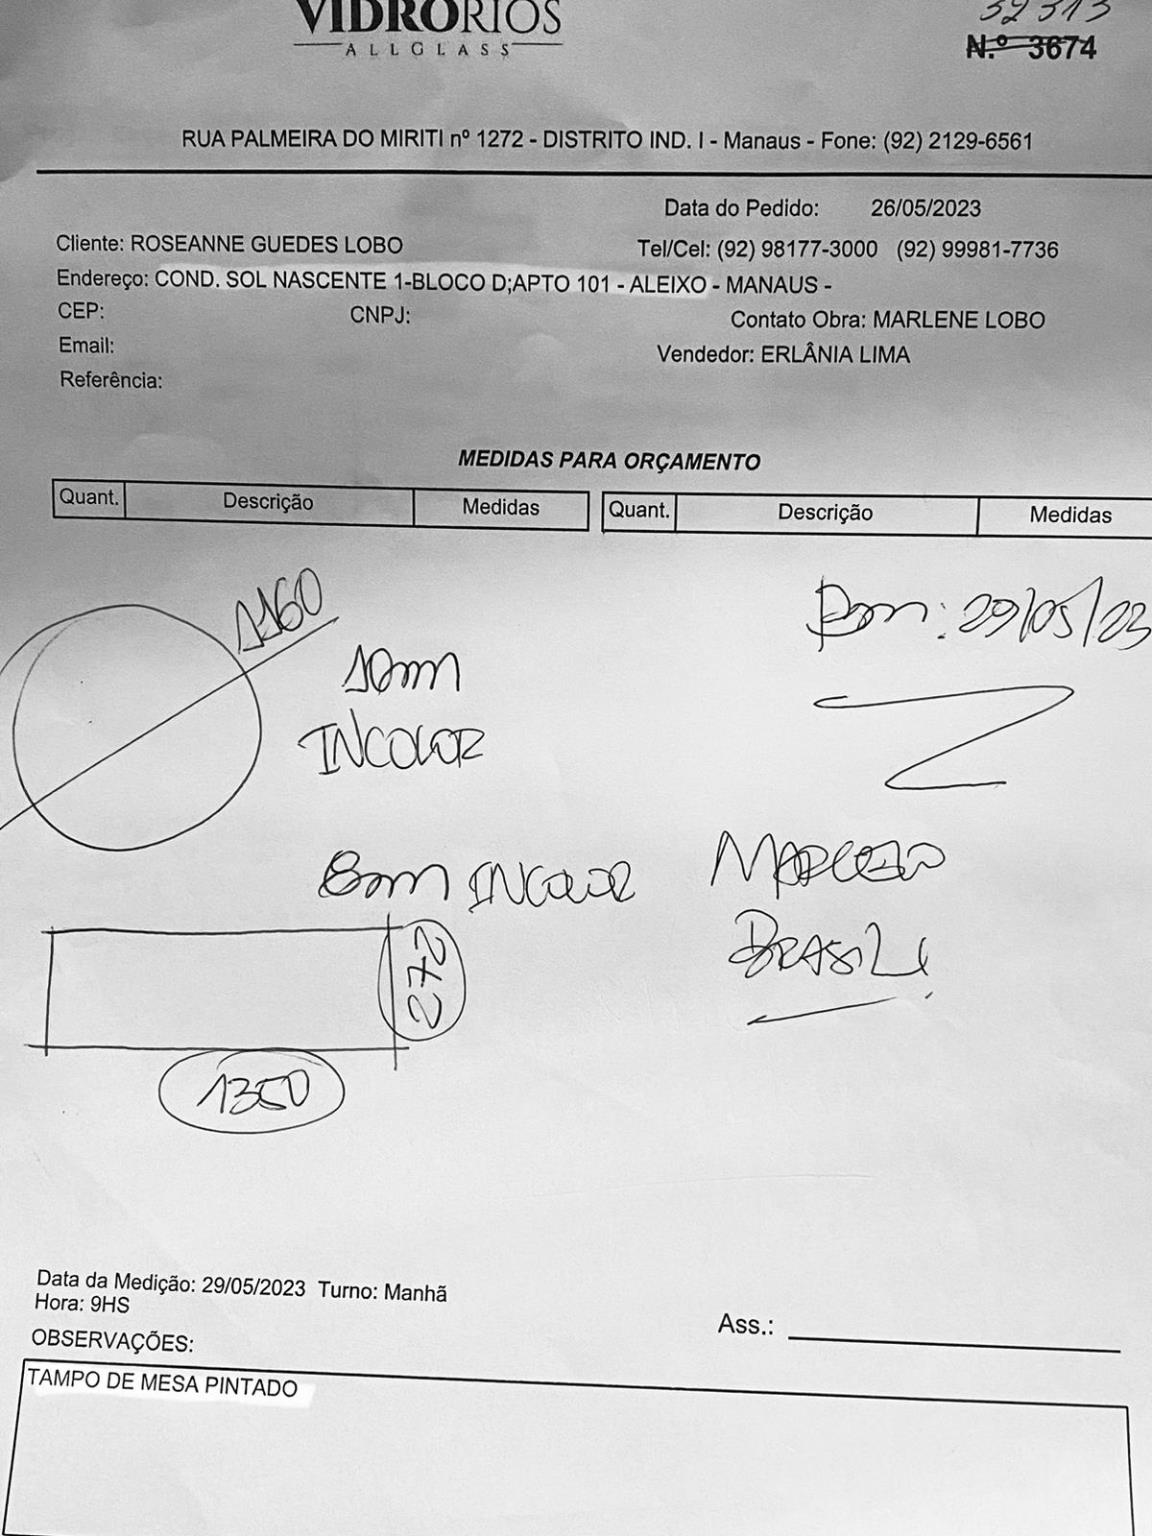 VIDRORIOS
ALLGLASS
32313
N.º 3674
RUA PALMEIRA DO MIRITI nº 1272 - DISTRITO IND. I - Manaus - Fone: (92) 2129-6561
Data do Pedido: 26/05/2023
Cliente: ROSEANNE GUEDES LOBO
Tel/Cel: (92) 98177-3000 (92) 99981-7736
Endereço: COND. SOL NASCENTE 1-BLOCO D;APTO 101 - ALEIXO - MANAUS -
CEP: CNPJ:
Contato Obra: MARLENE LOBO
Email:
Vendedor: ERLÂNIA LIMA
Referência:
MEDIDAS PARA ORÇAMENTO
Quant. Descrição Medidas Quant. Descrição Medidas
1160
29/05/23
10mm
INCOLOR
8mm INCOLOR
BRASIL
272
1350
Data da Medição: 29/05/2023 Turno: Manhã
Hora: 9HS
Ass.:
OBSERVAÇÕES:
TAMPO DE MESA PINTADO